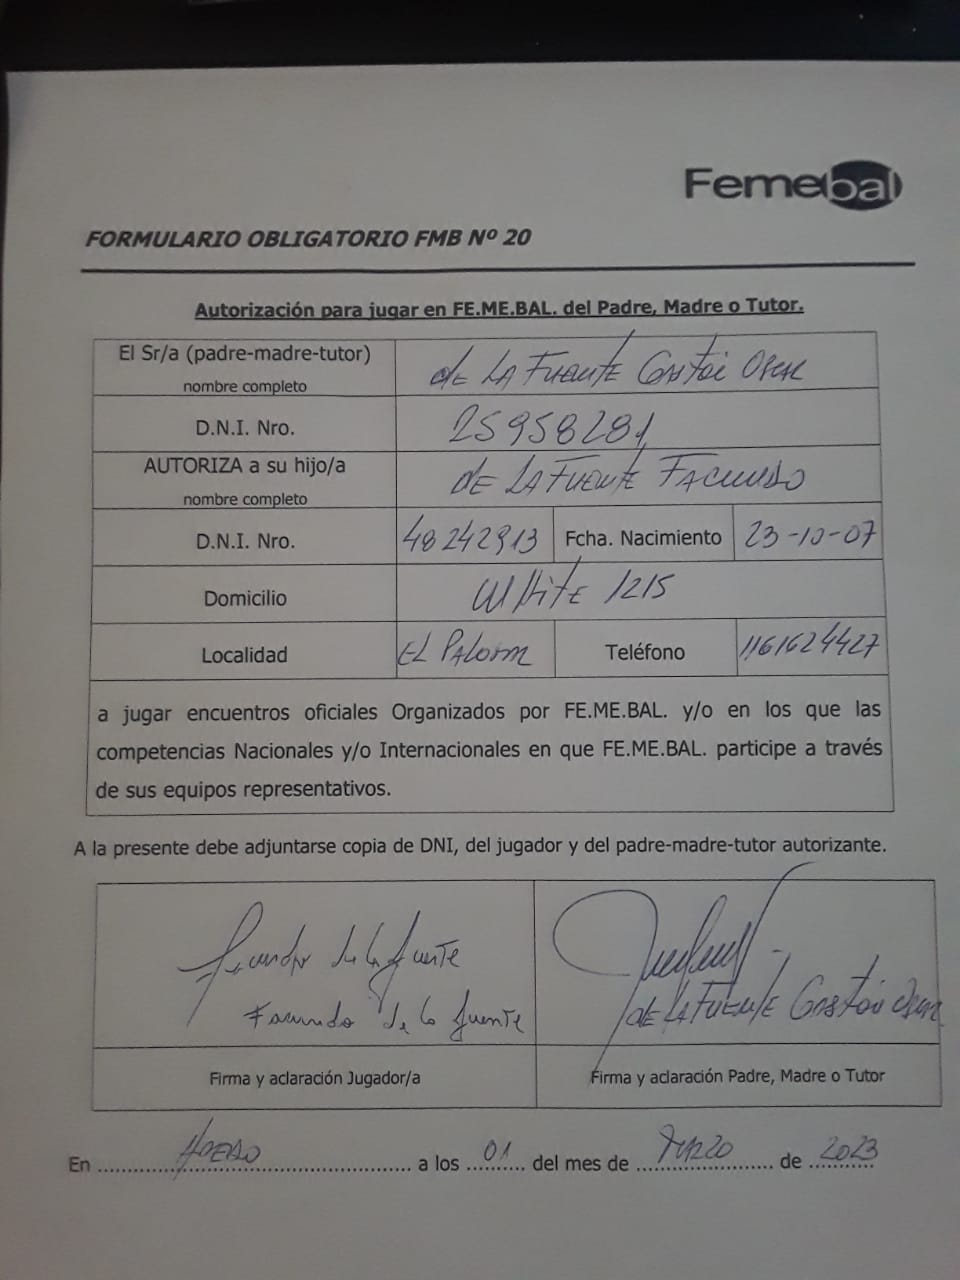 Femebal
FORMULARIO OBLIGATORIO FMB Nº 20
Autorización para jugar en FE.ME.BAL. del Padre, Madre o Tutor.
El Sr/a (padre-madre-tutor)
nombre completo
de LA FUENTE Gastón Oscar
D.N.I. Nro.
25958281
AUTORIZA a su hijo/a
nombre completo
de LA FUENTE FACUNDO
D.N.I. Nro.
48242913
Fcha. Nacimiento
23-10-07
Domicilio
WHITE 1215
Localidad
EL PALOMAR
Teléfono
1161624427
a jugar encuentros oficiales Organizados por FE.ME.BAL. y/o en los que las
competencias Nacionales y/o Internacionales en que FE.ME.BAL. participe a través
de sus equipos representativos.
A la presente debe adjuntarse copia de DNI, del jugador y del padre-madre-tutor autorizante.
Facundo de la fuente
Facundo de la fuente
de LA FUENTE Gastón Oscar
Firma y aclaración Jugador/a
Firma y aclaración Padre, Madre o Tutor
En a los 01 del mes de Marzo de 2023